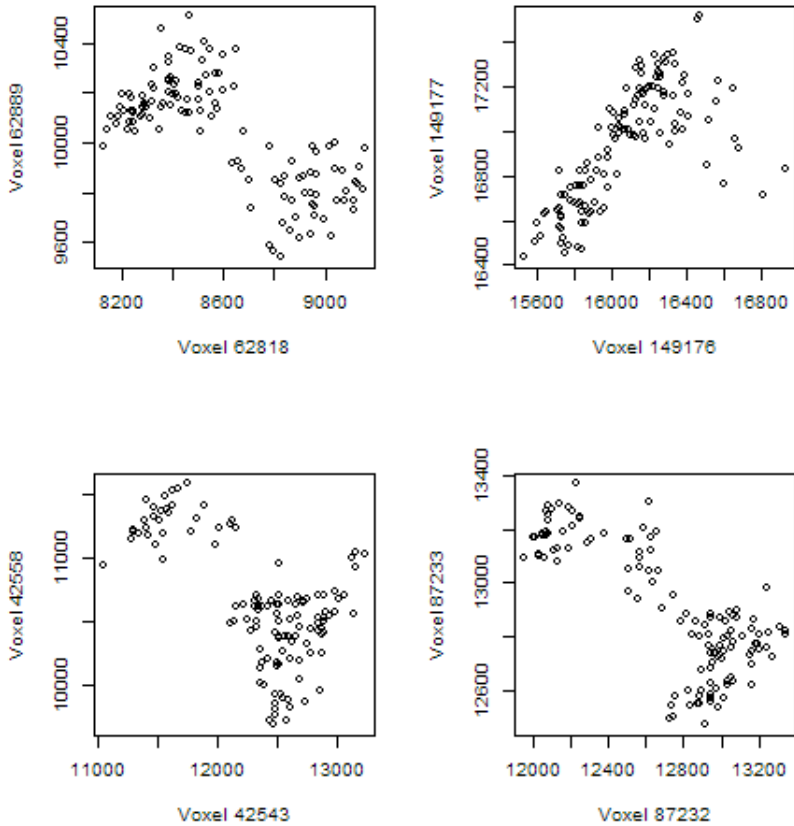 10400
10000
9600
Voxel 62889
8200 8600 9000
Voxel 62818
17200
16800
16400
Voxel 149177
15600 16000 16400 16800
Voxel 149176
11000
10000
Voxel 42558
11000 12000 13000
Voxel 42543
13400
13000
12600
Voxel 87233
12000 12400 12800 13200
Voxel 87232